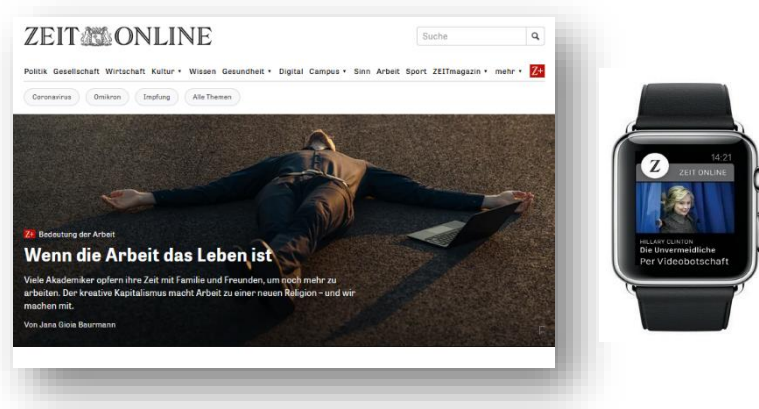 ZEIT ONLINE
Suche
Politik Gesellschaft Wirtschaft Kultur Wissen Gesundheit Digital Campus Sinn Arbeit Sport ZEITmagazin mehr Z+
Coronavirus Omikron Impfung Alle Themen
Z+ Bedeutung der Arbeit
Wenn die Arbeit das Leben ist
Viele Akademiker opfern ihre Zeit mit Familie und Freunden, um noch mehr zu
arbeiten. Der kreative Kapitalismus macht Arbeit zu einer neuen Religion – und wir
machen mit.
Von Jana Gioia Baurmann
14:21
Z
ZEIT ONLINE
HILLARY CLINTON
Die Unvermeidliche
Per Videobotschaft